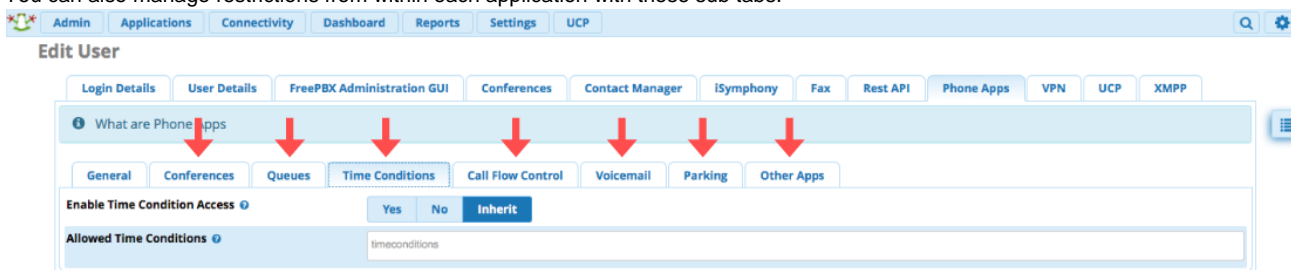 You can also manage restrictions from within each application with these sub tabs.
Admin Applications Connectivity Dashboard Reports Settings UCP
Edit User
Login Details User Details FreePBX Administration GUI Conferences Contact Manager iSymphony Fax Rest API Phone Apps VPN UCP XMPP
What are Phone Apps
General Conferences Queues Time Conditions Call Flow Control Voicemail Parking Other Apps
Enable Time Condition Access Yes No Inherit
Allowed Time Conditions timeconditions